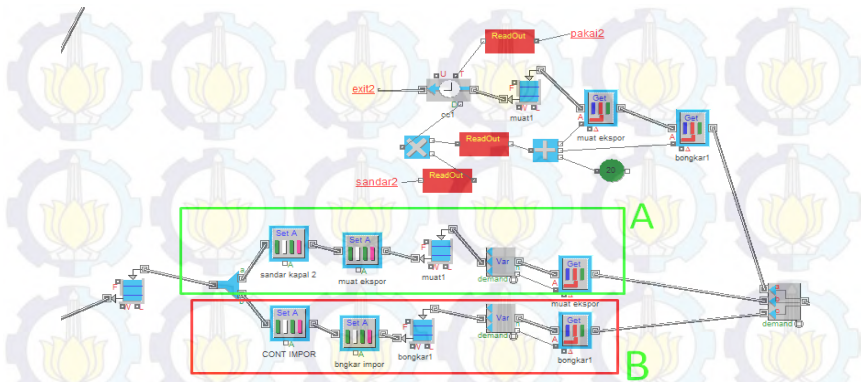 ReadOut
pakai2
U
T
exit2
F
cc1
D
V
L
muat1
Get
A
Δ
muat ekspor
Get
A
Δ
bongkar1
ReadOut
20
ReadOut
sandar2
A
Set A
A
sandar kapal 2
Set A
A
muat ekspor
F
V
L
muat1
Var
demand
Get
A
Δ
muat ekspor
F
V
L
a
b
demand
Set A
A
CONT IMPOR
Set A
A
bngkar impor
F
V
L
bongkar1
Var
demand
Get
A
Δ
bongkar1
B